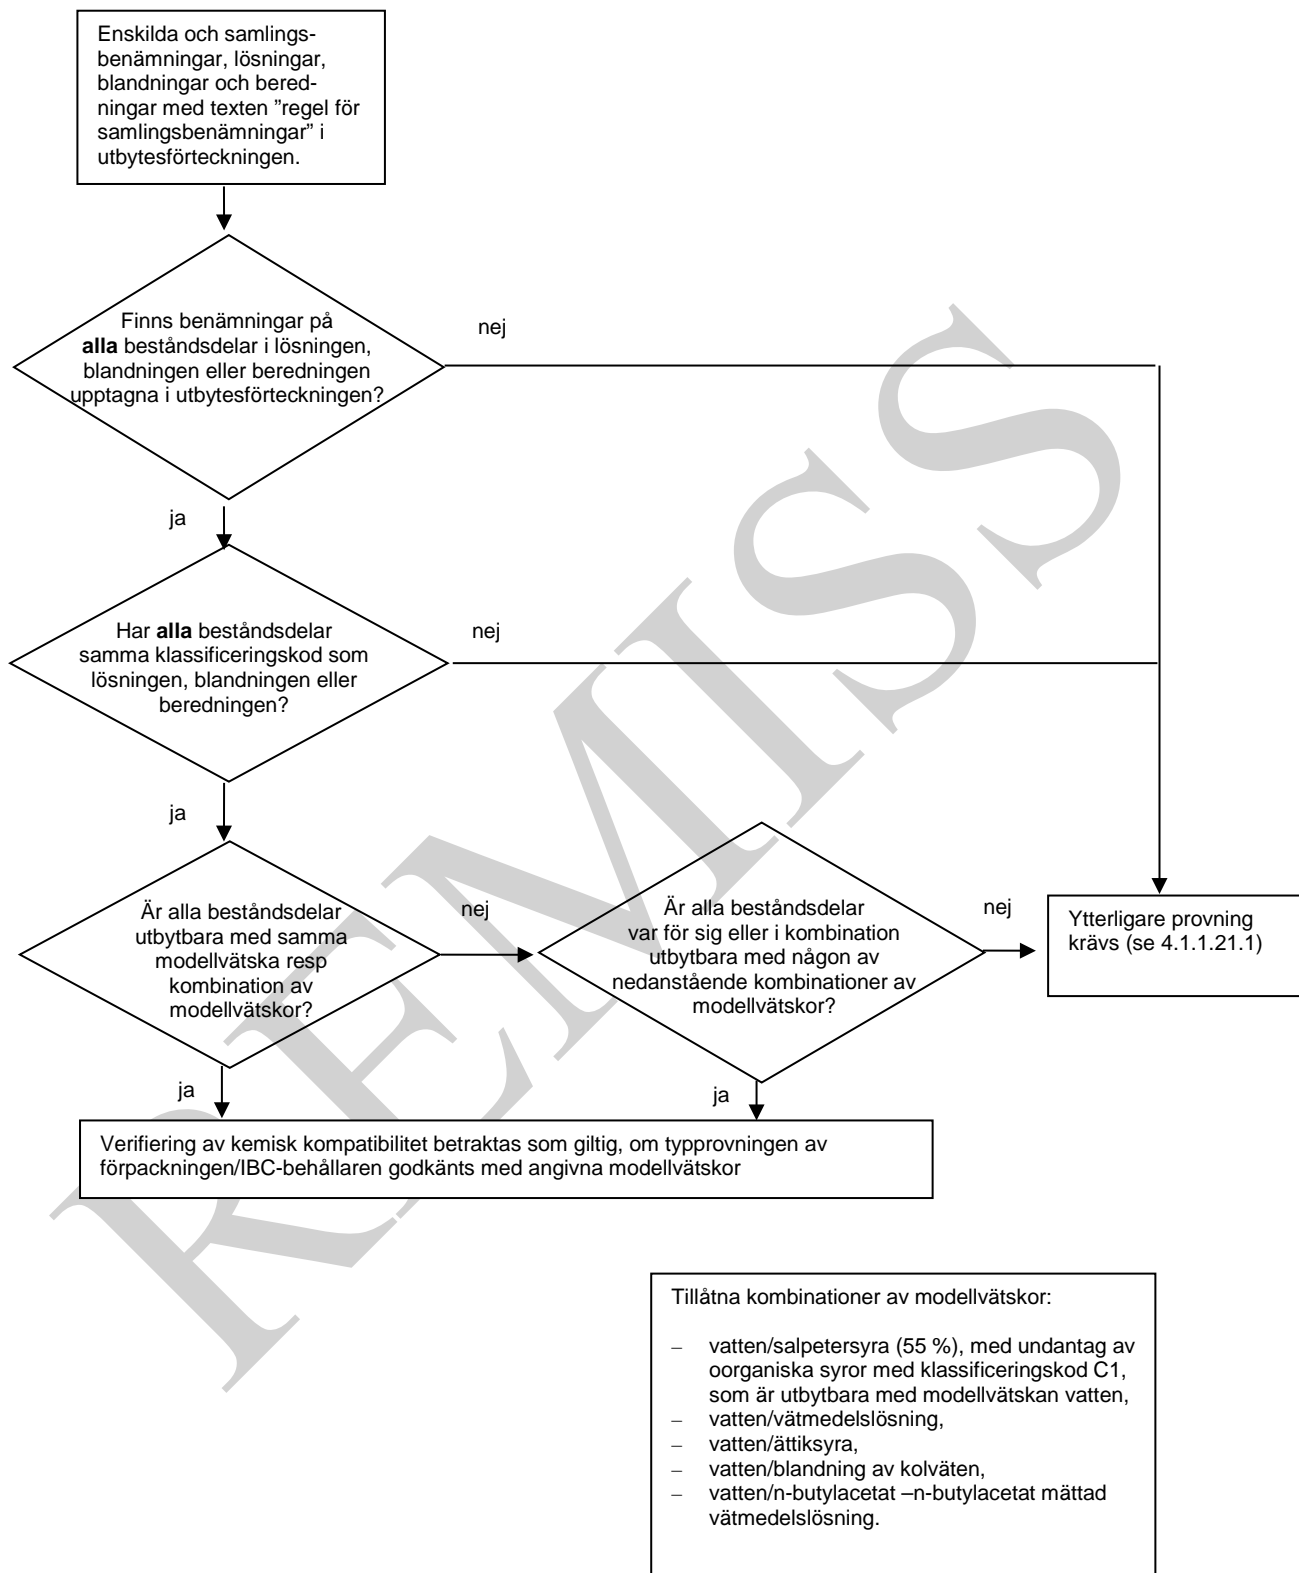 Enskilda och samlings-
benämningar, lösningar,
blandningar och bered-
ningar med texten ”regel för
samlingsbenämningar” i
utbytesförteckningen.
Finns benämningar på
alla beståndsdelar i lösningen,
blandningen eller beredningen
upptagna i utbytesförteckningen?
nej
ja
Har alla beståndsdelar
samma klassificeringskod som
lösningen, blandningen eller
beredningen?
nej
ja
Är alla beståndsdelar
utbytbara med samma
modellvätska resp
kombination av
modellvätskor?
nej
Är alla beståndsdelar
var för sig eller i kombination
utbytbara med någon av
nedanstående kombinationer av
modellvätskor?
nej
Ytterligare provning
krävs (se 4.1.1.21.1)
ja
ja
Verifiering av kemisk kompatibilitet betraktas som giltig, om typprovningen av
förpackningen/IBC-behållaren godkänts med angivna modellvätskor
Tillåtna kombinationer av modellvätskor:
– vatten/salpetersyra (55 %), med undantag av
oorganiska syror med klassificeringskod C1,
som är utbytbara med modellvätskan vatten,
– vatten/vätmedelslösning,
– vatten/ättiksyra,
– vatten/blandning av kolväten,
– vatten/n-butylacetat –n-butylacetat mättad
vätmedelslösning.
REMISS